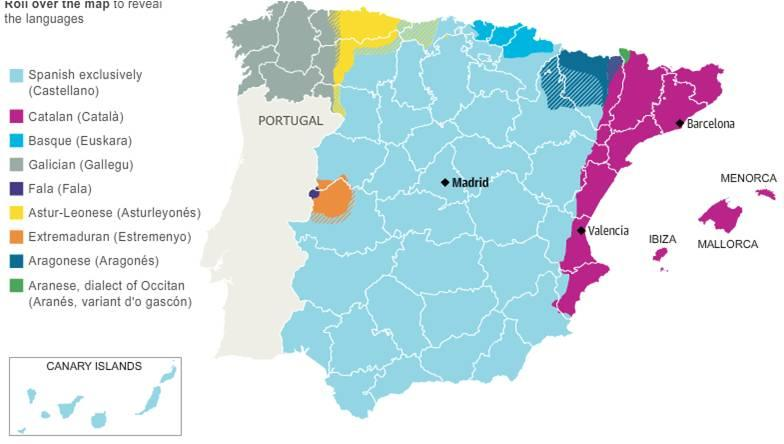 Roll over the map to reveal
the languages
Spanish exclusively
(Castellano)
Catalan (Català)
Basque (Euskara)
Galician (Gallegu)
Fala (Fala)
Astur-Leonese (Asturleyonés)
Extremaduran (Estremenyo)
Aragonese (Aragonés)
Aranese, dialect of Occitan
(Aranés, variant d'o gascón)
PORTUGAL
Barcelona
Madrid
MENORCA
Valencia
IBIZA
MALLORCA
CANARY ISLANDS